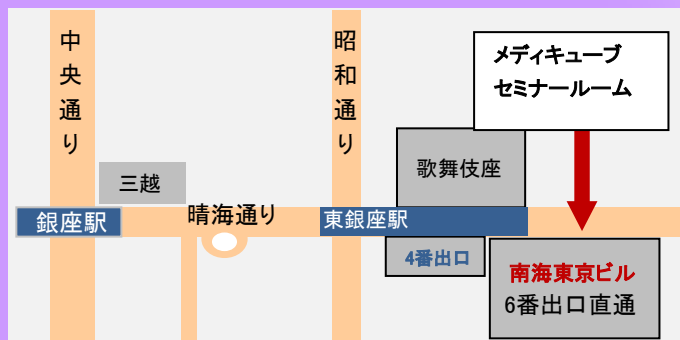 中央通り
昭和通り
メディキューブ
セミナールーム
歌舞伎座
三越
晴海通り
銀座駅
東銀座駅
4番出口
南海東京ビル
6番出口直通